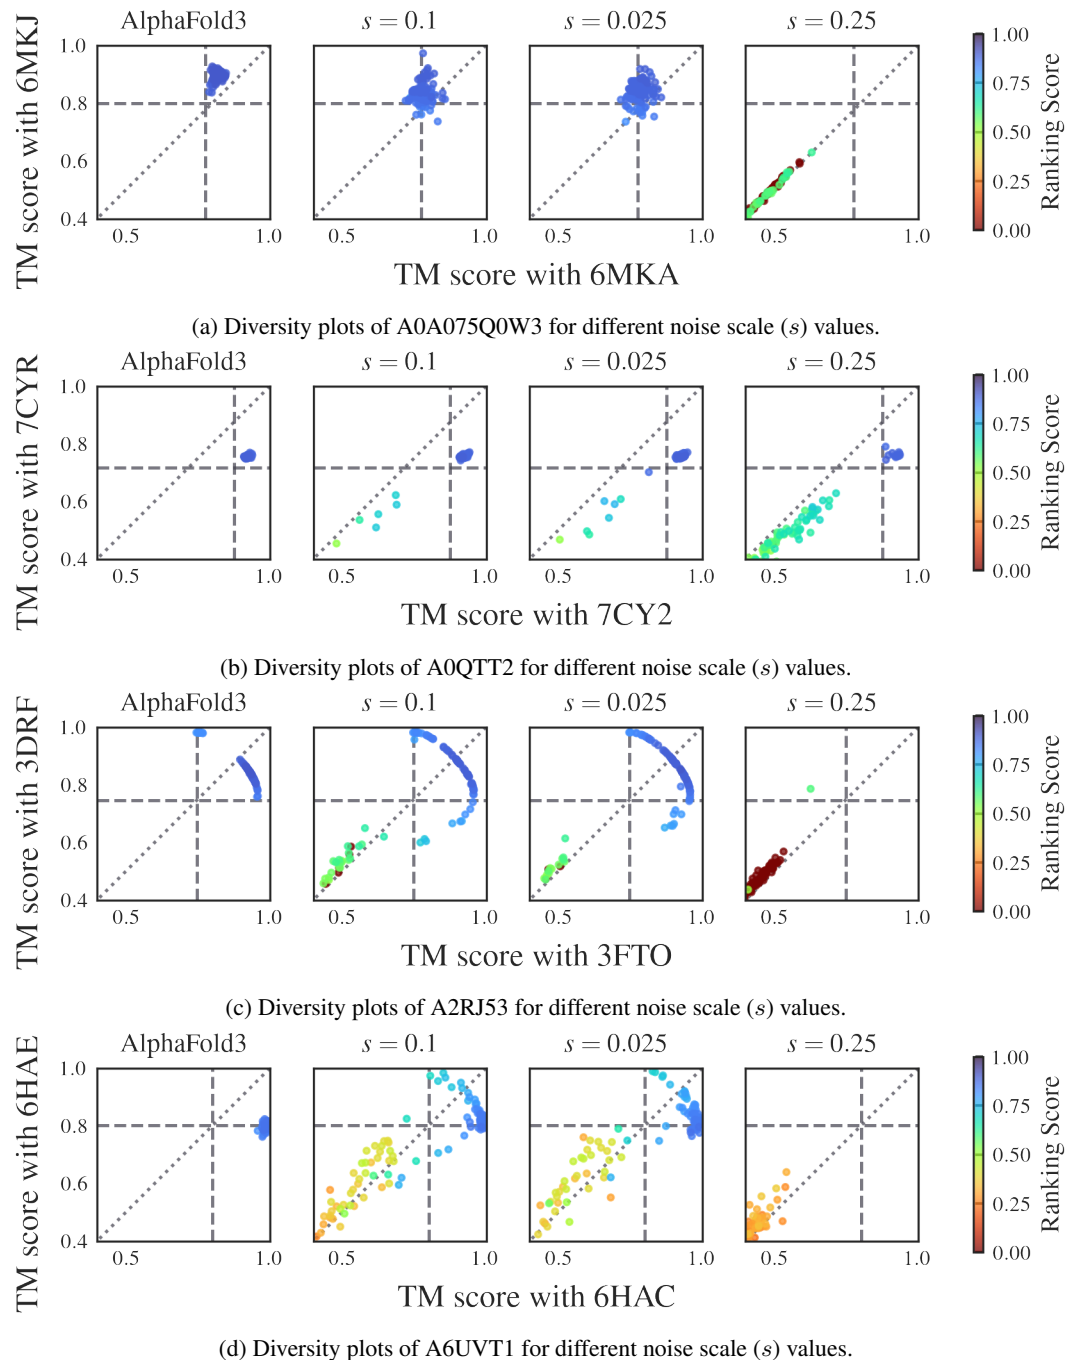 AlphaFold3 s = 0.1 s = 0.025 s = 0.25
TM score with 6MKJ
1.0
0.8
0.6
0.4
0.5 1.0 0.5 1.0 0.5 1.0 0.5 1.0
TM score with 6MKA
1.00
0.75
0.50
0.25
0.00
Ranking Score
(a) Diversity plots of A0A075Q0W3 for different noise scale (s) values.
AlphaFold3 s = 0.1 s = 0.025 s = 0.25
TM score with 7CYR
1.0
0.8
0.6
0.4
0.5 1.0 0.5 1.0 0.5 1.0 0.5 1.0
TM score with 7CY2
1.00
0.75
0.50
0.25
0.00
Ranking Score
(b) Diversity plots of A0QTT2 for different noise scale (s) values.
AlphaFold3 s = 0.1 s = 0.025 s = 0.25
TM score with 3DRF
1.0
0.8
0.6
0.4
0.5 1.0 0.5 1.0 0.5 1.0 0.5 1.0
TM score with 3FTO
1.00
0.75
0.50
0.25
0.00
Ranking Score
(c) Diversity plots of A2RJ53 for different noise scale (s) values.
AlphaFold3 s = 0.1 s = 0.025 s = 0.25
TM score with 6HAE
1.0
0.8
0.6
0.4
0.5 1.0 0.5 1.0 0.5 1.0 0.5 1.0
TM score with 6HAC
1.00
0.75
0.50
0.25
0.00
Ranking Score
(d) Diversity plots of A6UVT1 for different noise scale (s) values.